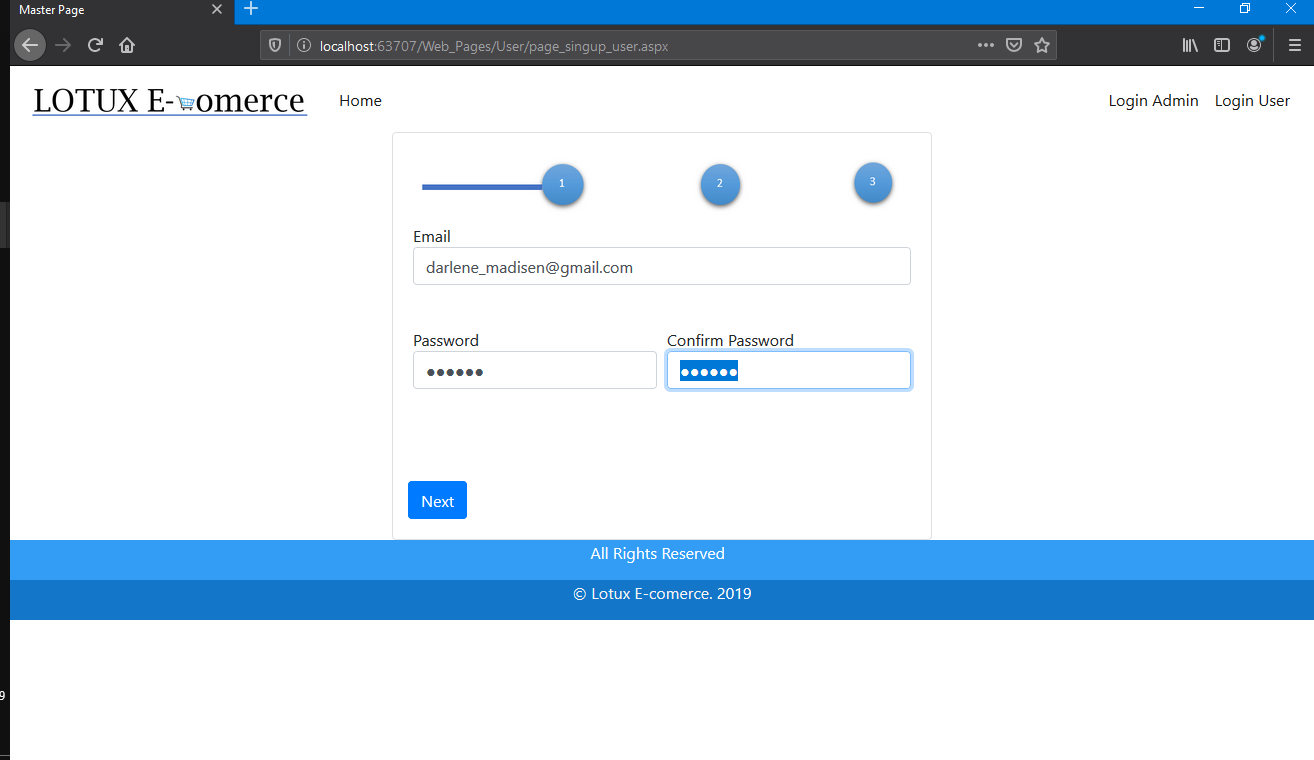 Master Page
localhost:63707/Web_Pages/User/page_singup_user.aspx
LOTUX E-omerce Home Login Admin Login User
1 2 3
Email
darlene_madisen@gmail.com
Password Confirm Password
●●●●●● ●●●●●●
Next
All Rights Reserved
© Lotux E-comerce. 2019
9